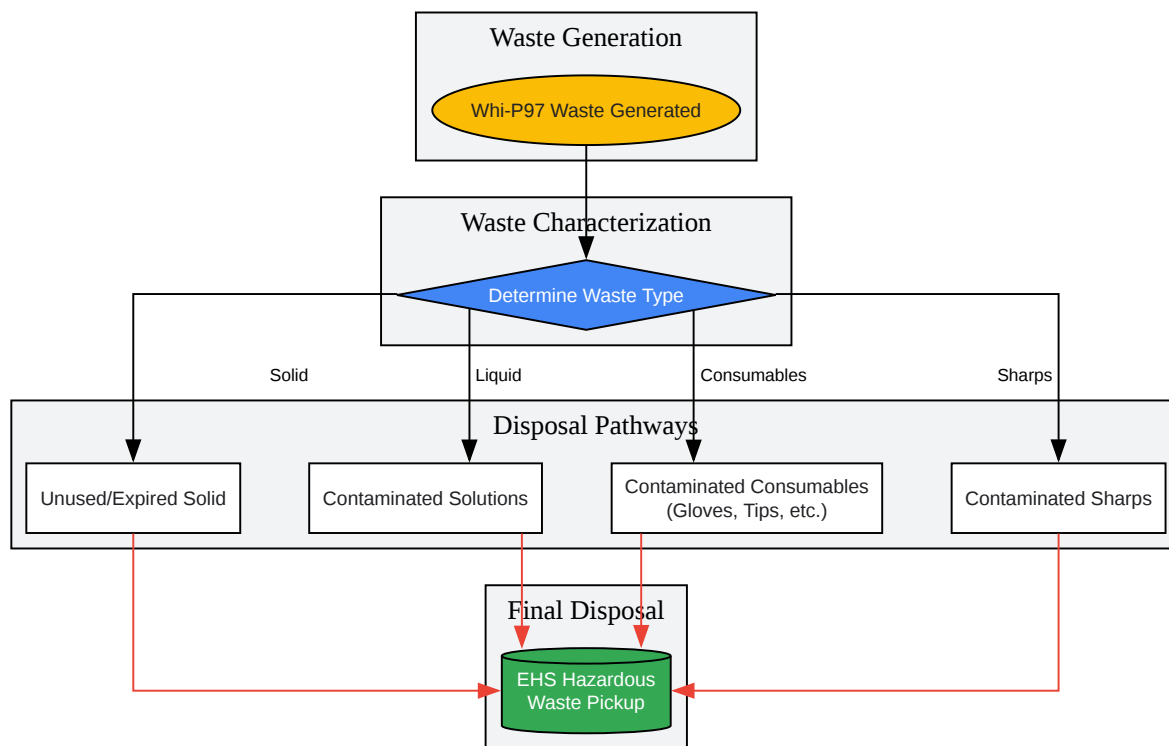 Waste Generation
Whi-P97 Waste Generated
Waste Characterization
Determine Waste Type
Solid
Liquid
Consumables
Sharps
Disposal Pathways
Unused/Expired Solid
Contaminated Solutions
Contaminated Consumables
(Gloves, Tips, etc.)
Contaminated Sharps
Final Disposal
EHS Hazardous
Waste Pickup